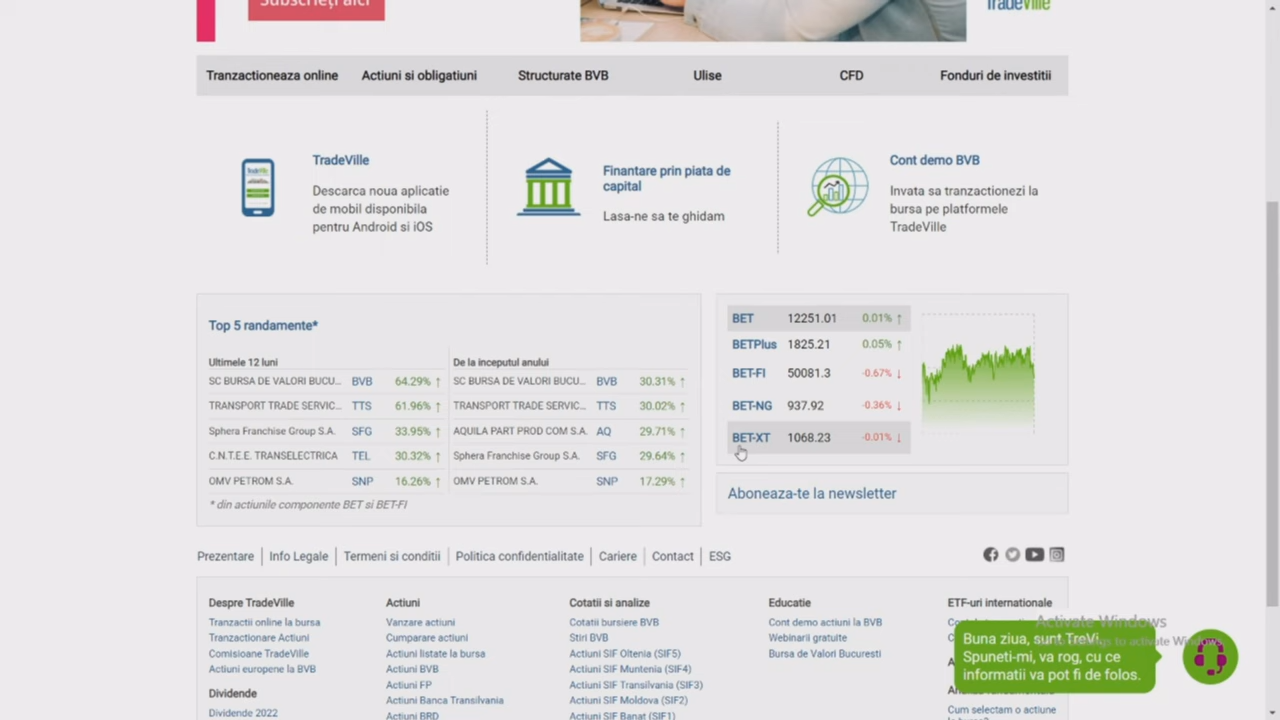 Subscrieți aici
TradeVille
Tranzactioneaza online
Actiuni si obligatiuni
Structurate BVB
Ulise
CFD
Fonduri de investitii
TradeVille
Descarca noua aplicatie
de mobil disponibila
pentru Android si iOS
Finantare prin piata de
capital
Lasa-ne sa te ghidam
Cont demo BVB
Invata sa tranzactionezi la
bursa pe platformele
TradeVille
Top 5 randamente*
Ultimele 12 luni
SC BURSA DE VALORI BUCU... BVB 64.29% ↑
TRANSPORT TRADE SERVIC... TTS 61.96% ↑
Sphera Franchise Group S.A. SFG 33.95% ↑
C.N.T.E.E. TRANSELECTRICA TEL 30.32% ↑
OMV PETROM S.A. SNP 16.26% ↑
De la inceputul anului
SC BURSA DE VALORI BUCU... BVB 30.31% ↑
TRANSPORT TRADE SERVIC... TTS 30.02% ↑
AQUILA PART PROD COM S.A. AQ 29.71% ↑
Sphera Franchise Group S.A. SFG 29.64% ↑
OMV PETROM S.A. SNP 17.29% ↑
* din actiunile componente BET si BET-FI
BET 12251.01 0.01% ↑
BETPlus 1825.21 0.05% ↑
BET-FI 50081.3 -0.67% ↓
BET-NG 937.92 -0.36% ↓
BET-XT 1068.23 -0.01% ↓
Aboneaza-te la newsletter
Prezentare | Info Legale | Termeni si conditii | Politica confidentialitate | Cariere | Contact | ESG
Despre TradeVille
Tranzactii online la bursa
Tranzactionare Actiuni
Comisioane TradeVille
Actiuni europene la BVB
Dividende
Dividende 2022
Actiuni
Vanzare actiuni
Cumparare actiuni
Actiuni listate la bursa
Actiuni BVB
Actiuni FP
Actiuni Banca Transilvania
Actiuni BRD
Cotatii si analize
Cotatii bursiere BVB
Stiri BVB
Actiuni SIF Oltenia (SIF5)
Actiuni SIF Muntenia (SIF4)
Actiuni SIF Transilvania (SIF3)
Actiuni SIF Moldova (SIF2)
Actiuni SIF Banat (SIF1)
Educatie
Cont demo actiuni la BVB
Webinarii gratuite
Bursa de Valori Bucuresti
ETF-uri internationale
Cum selectam o actiune
Activate Windows
to activate Windows.
Buna ziua, sunt TreVi.
Spuneti-mi, va rog, cu ce
informatii va pot fi de folos.